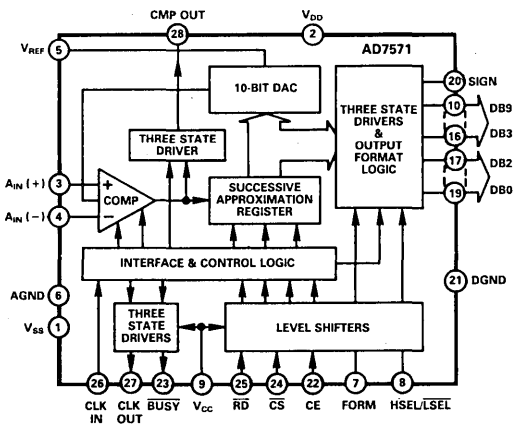 CMP OUT
VDD
28
2
VREF
5
AD7571
10-BIT DAC
20
SIGN
THREE STATE
DRIVERS
&
OUTPUT
FORMAT
LOGIC
10
DB9
16
DB3
17
DB2
19
DB0
THREE STATE
DRIVER
AIN (+)
3
+
COMP
−
AIN (−)
4
SUCCESSIVE
APPROXIMATION
REGISTER
INTERFACE & CONTROL LOGIC
21
DGND
AGND
6
VSS
1
THREE
STATE
DRIVERS
LEVEL SHIFTERS
26
27
23
9
25
24
22
7
8
CLK
IN
CLK
OUT
BUSY
VCC
RD
CS
CE
FORM
HSEL/LSEL